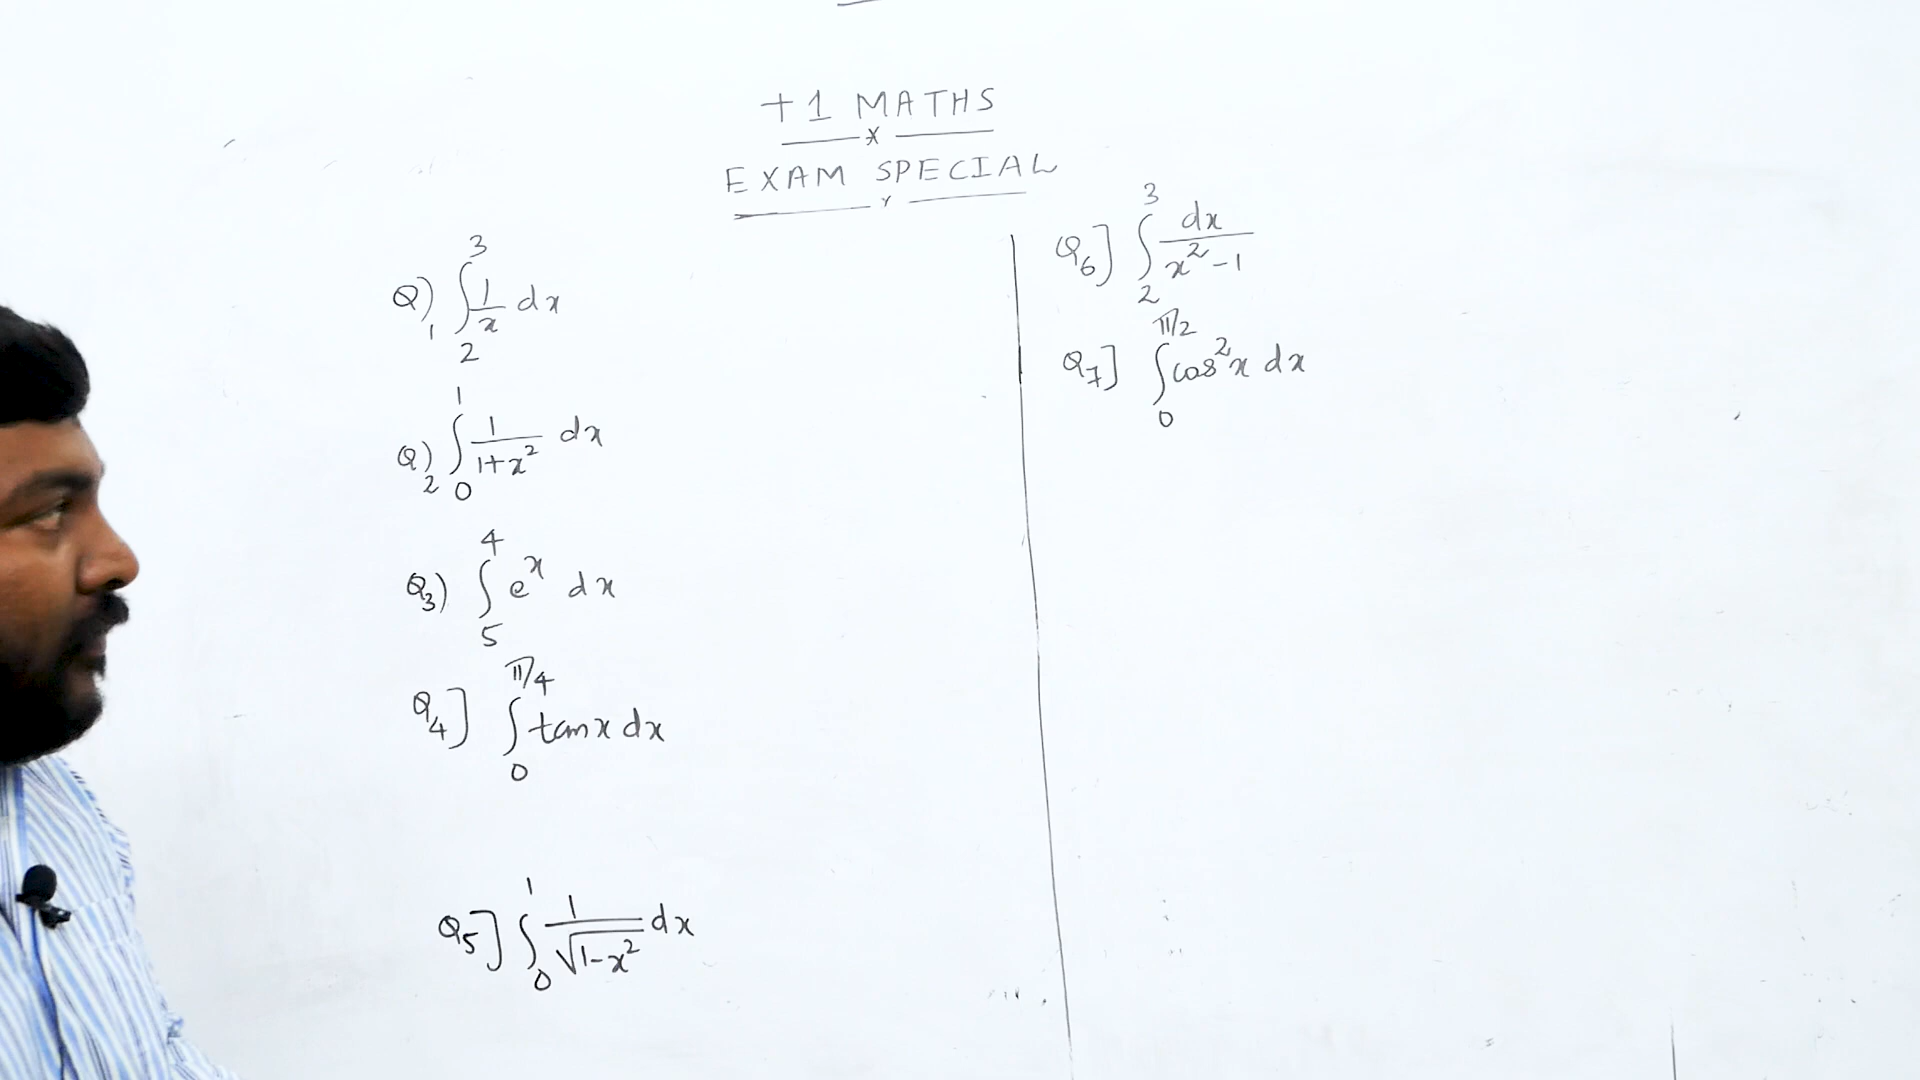 +1 MATHS
EXAM SPECIAL
Q1) ∫₂³ 1/x dx
Q2) ∫₀¹ 1/(1+x²) dx
Q3) ∫₅⁴ eˣ dx
Q4] ∫₀^(π/4) tanx dx
Q5] ∫₀¹ 1/√(1-x²) dx
Q6] ∫₂³ dx/(x²-1)
Q7] ∫₀^(π/2) cos²x dx